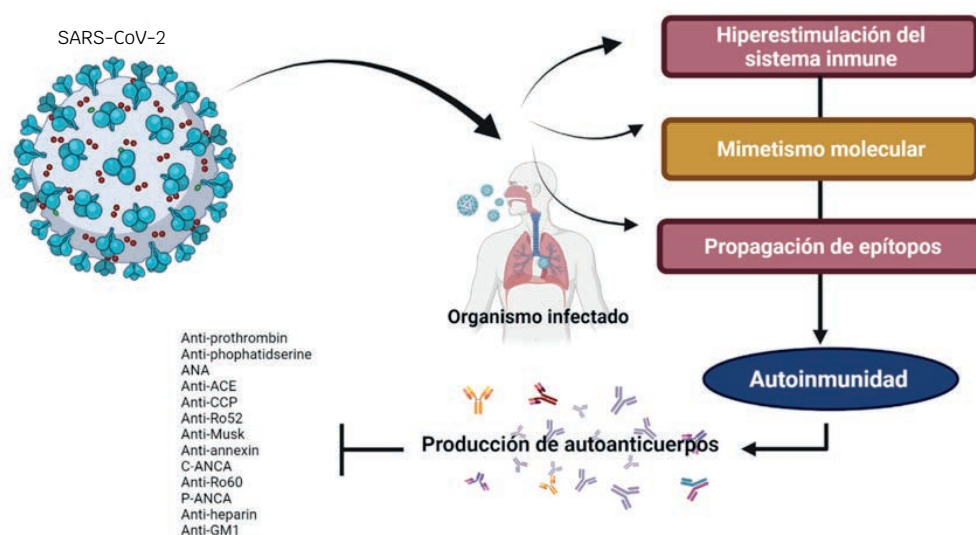 SARS-CoV-2
Hiperestimulación del
sistema inmune
Mimetismo molecular
Propagación de epítopos
Organismo infectado
Autoinmunidad
Producción de autoanticuerpos
Anti-prothrombin
Anti-phophatidserine
ANA
Anti-ACE
Anti-CCP
Anti-Ro52
Anti-Musk
Anti-annexin
C-ANCA
Anti-Ro60
P-ANCA
Anti-heparin
Anti-GM1